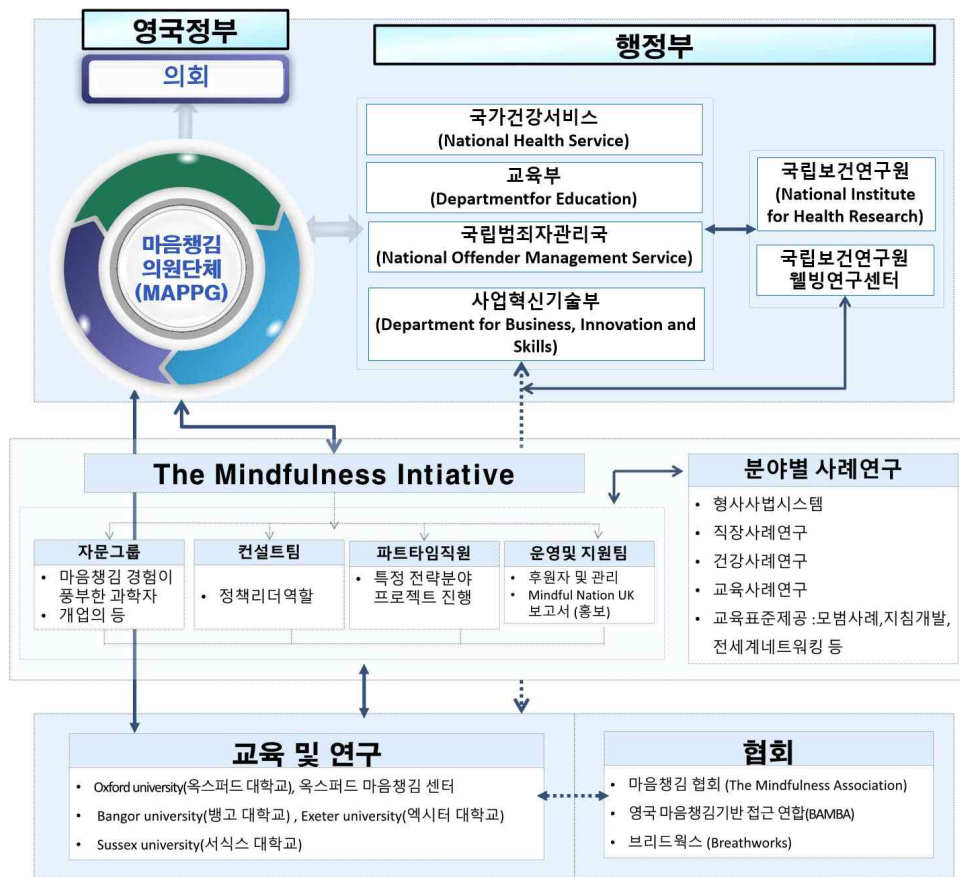 영국정부
의회
마음챙김
의원단체
(MAPPG)
행정부
국가건강서비스
(National Health Service)
교육부
(Departmentfor Education)
국립범죄자관리국
(National Offender Management Service)
사업혁신기술부
(Department for Business, Innovation and
Skills)
국립보건연구원
(National Institute
for Health Research)
국립보건연구원
웰빙연구센터
The Mindfulness Intiative
자문그룹
• 마음챙김 경험이
풍부한 과학자
• 개업의 등
컨설트팀
• 정책리더역할
파트타임직원
• 특정 전략분야
프로젝트 진행
운영및 지원팀
• 후원자 및 관리
• Mindful Nation UK
보고서 (홍보)
분야별 사례연구
• 형사사법시스템
• 직장사례연구
• 건강사례연구
• 교육사례연구
• 교육표준제공 :모범사례,지침개발,
전세계네트워킹 등
교육 및 연구
• Oxford university(옥스퍼드 대학교), 옥스퍼드 마음챙김 센터
• Bangor university(뱅고 대학교) , Exeter university(엑시터 대학교)
• Sussex university(서식스 대학교)
협회
• 마음챙김 협회 (The Mindfulness Association)
• 영국 마음챙김기반 접근 연합(BAMBA)
• 브리드웍스 (Breathworks)